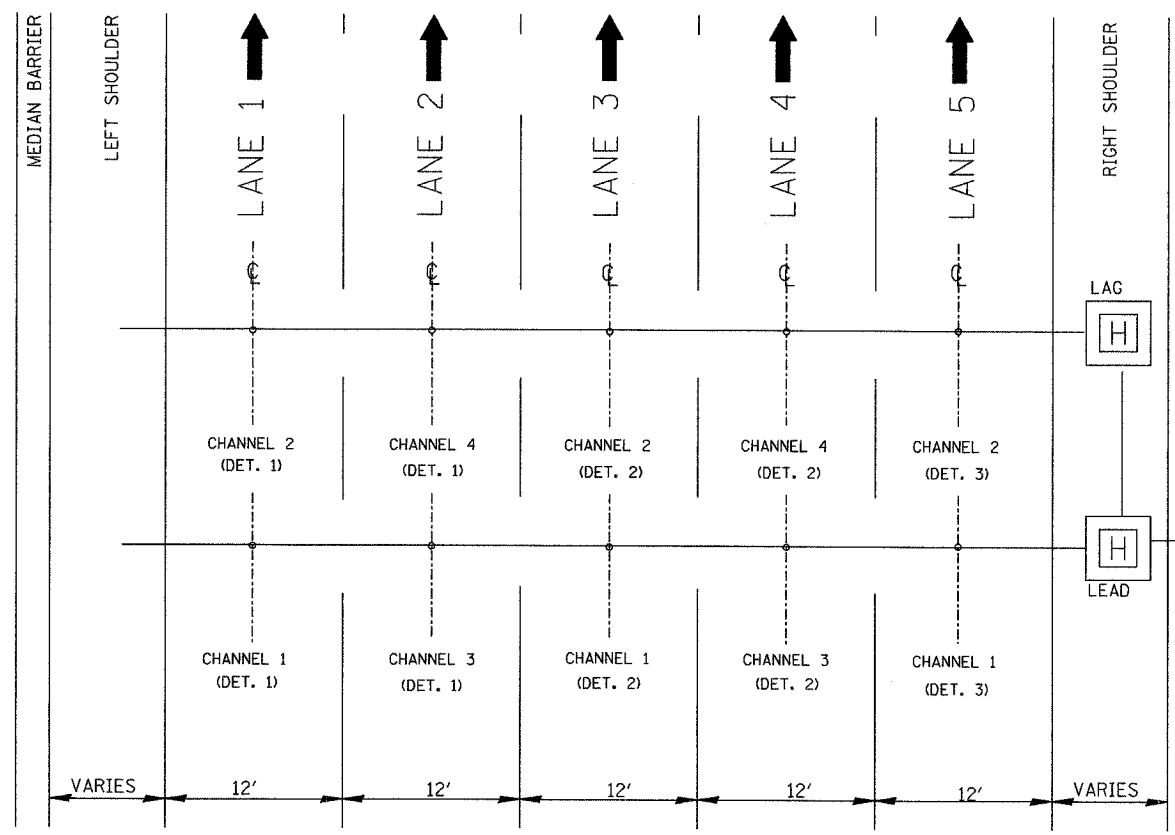 MEDIAN BARRIER
LEFT SHOULDER
LANE 1
LANE 2
LANE 3
LANE 4
LANE 5
RIGHT SHOULDER
℄
℄
℄
℄
℄
LAG
H
CHANNEL 2
(DET. 1)
CHANNEL 4
(DET. 1)
CHANNEL 2
(DET. 2)
CHANNEL 4
(DET. 2)
CHANNEL 2
(DET. 3)
H
LEAD
CHANNEL 1
(DET. 1)
CHANNEL 3
(DET. 1)
CHANNEL 1
(DET. 2)
CHANNEL 3
(DET. 2)
CHANNEL 1
(DET. 3)
VARIES
12'
12'
12'
12'
12'
VARIES